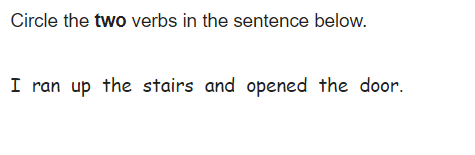 Circle the two verbs in the sentence below.
I ran up the stairs and opened the door.